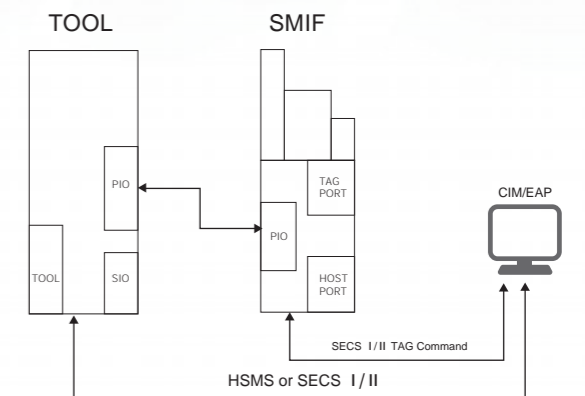 TOOL
SMIF
PIO
TAG
PORT
CIM/EAP
PIO
TOOL
SIO
HOST
PORT
SECS I/II TAG Command
HSMS or SECS I/II